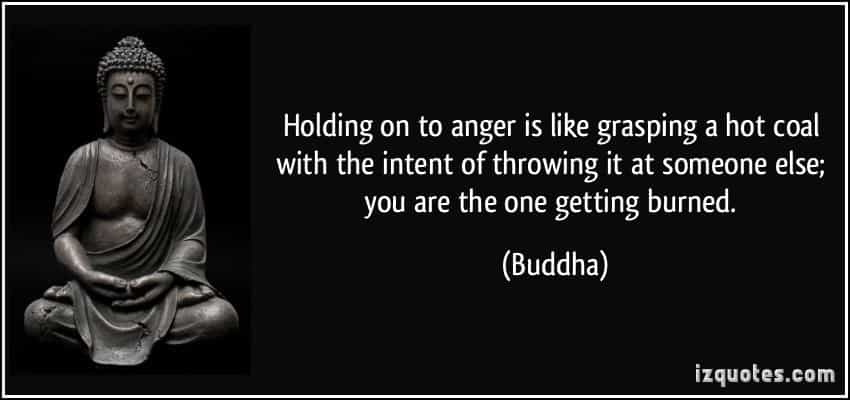 Holding on to anger is like grasping a hot coal
with the intent of throwing it at someone else;
you are the one getting burned.
(Buddha)
izquotes.com